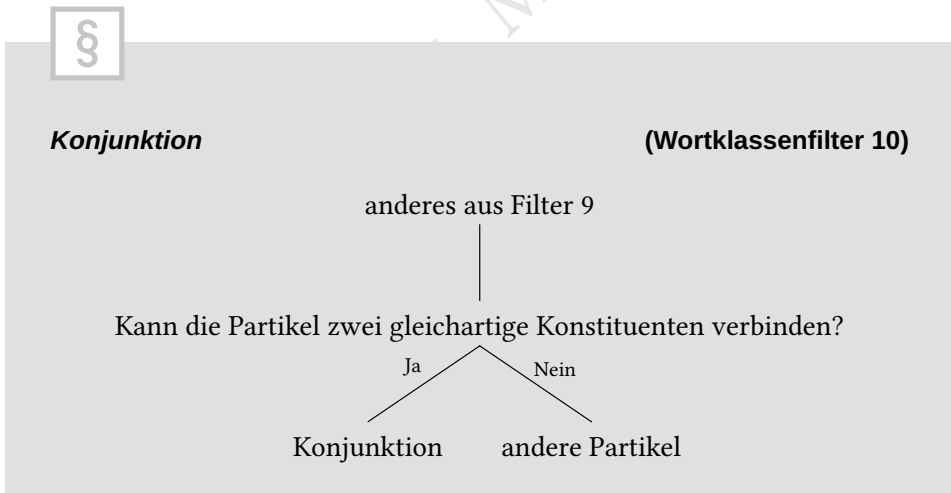 §
Konjunktion (Wortklassenfilter 10)
anderes aus Filter 9
Kann die Partikel zwei gleichartige Konstituenten verbinden?
Ja Nein
Konjunktion andere Partikel